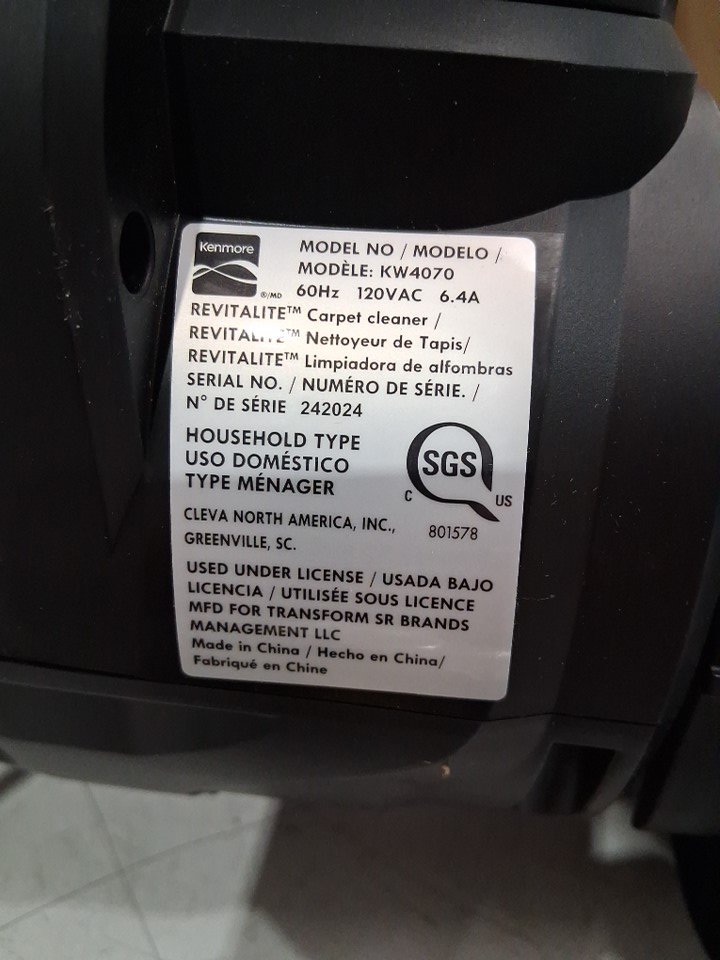 Kenmore
®/MD
MODEL NO / MODELO /
MODÈLE: KW4070
60Hz 120VAC 6.4A
REVITALITE™ Carpet cleaner /
REVITALITE™ Nettoyeur de Tapis/
REVITALITE™ Limpiadora de alfombras
SERIAL NO. / NUMÉRO DE SÉRIE. /
N° DE SÉRIE 242024
HOUSEHOLD TYPE
USO DOMÉSTICO
TYPE MÉNAGER
SGS
C US
801578
CLEVA NORTH AMERICA, INC.,
GREENVILLE, SC.
USED UNDER LICENSE / USADA BAJO
LICENCIA / UTILISÉE SOUS LICENCE
MFD FOR TRANSFORM SR BRANDS
MANAGEMENT LLC
Made in China / Hecho en China/
Fabriqué en Chine